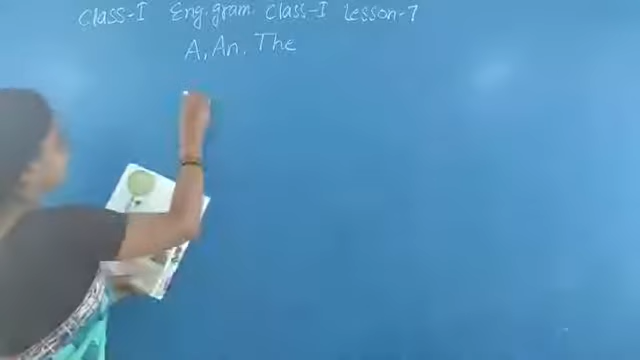 Class-I Eng. gram. Class-I Lesson-7
A, An, The